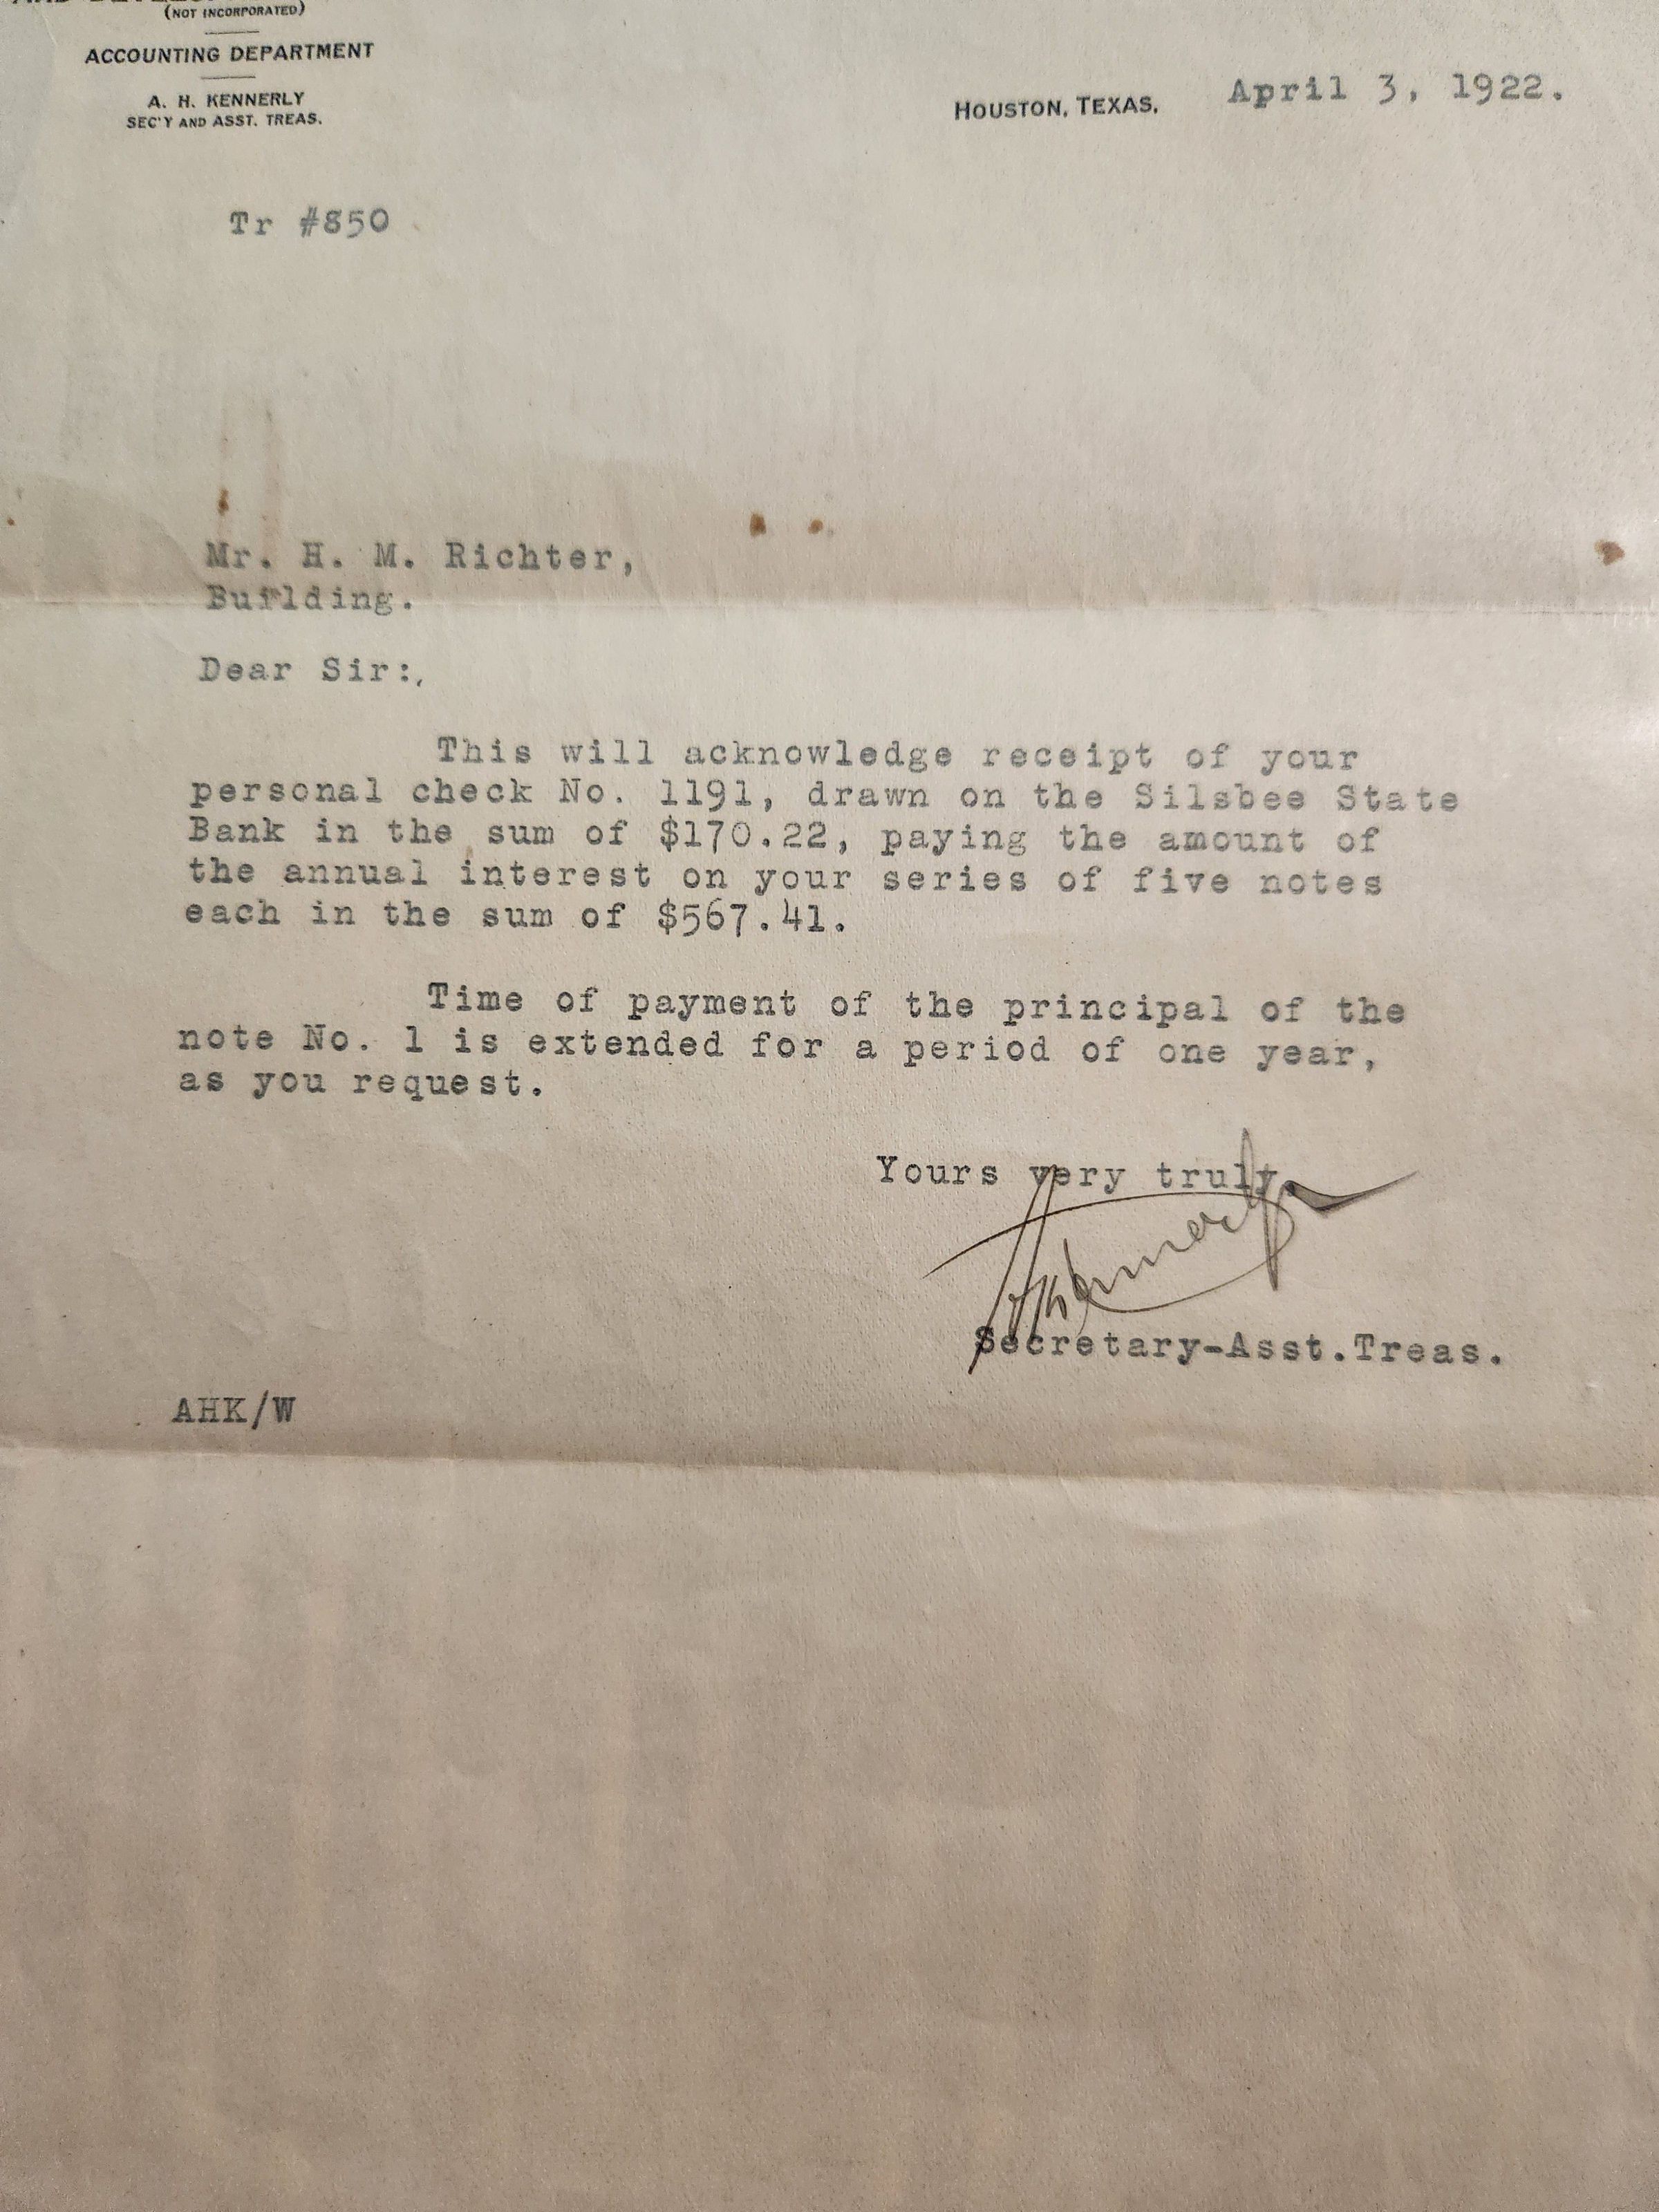 (NOT INCORPORATED)
ACCOUNTING DEPARTMENT
A. H. KENNERLY
SEC'Y AND ASST. TREAS.
HOUSTON, TEXAS, April 3, 1922.
Tr #850
Mr. H. M. Richter,
Building.
Dear Sir:,
This will acknowledge receipt of your
personal check No. 1191, drawn on the Silsbee State
Bank in the sum of $170.22, paying the amount of
the annual interest on your series of five notes
each in the sum of $567.41.
Time of payment of the principal of the
note No. 1 is extended for a period of one year,
as you request.
Yours very truly,
AHKennerly
Secretary-Asst.Treas.
AHK/W